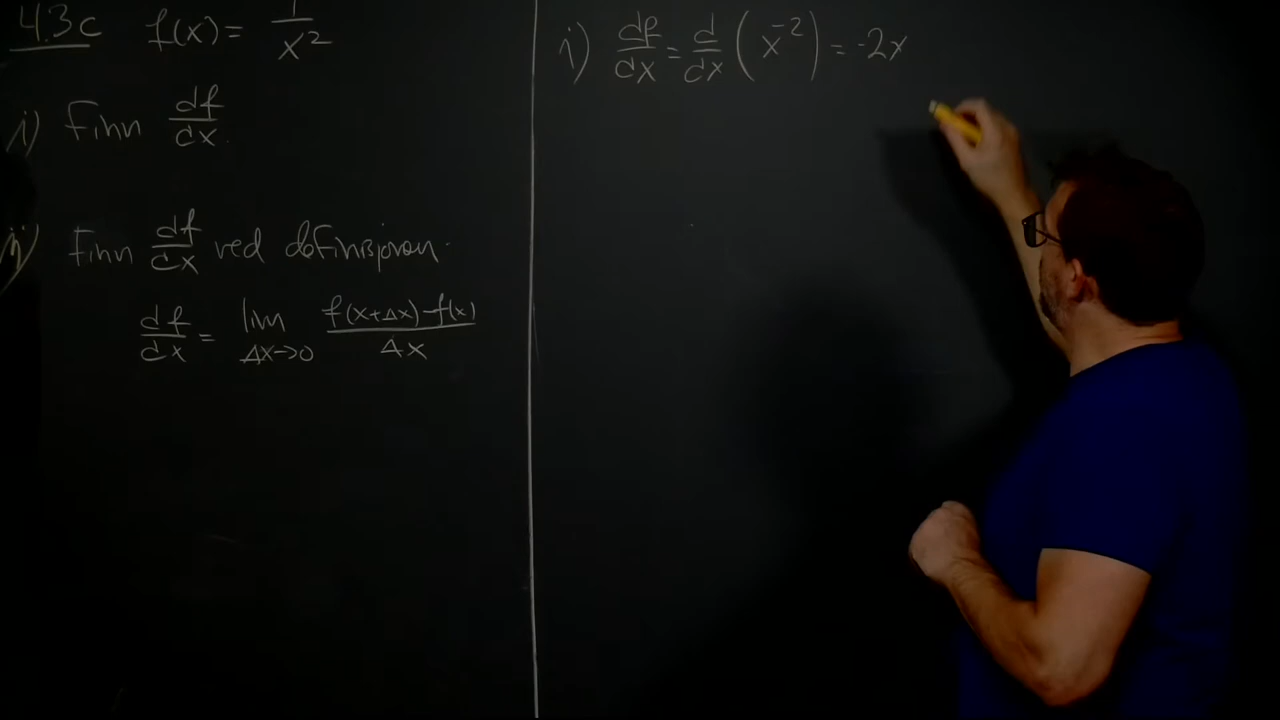 4.3c f(x) = 1/x²
i) Finn df/dx.
ii) Finn df/dx ved definisjonen.
df/dx = lim Δx→0 (f(x+Δx)-f(x))/Δx
i) df/dx = d/dx (x⁻²) = -2x